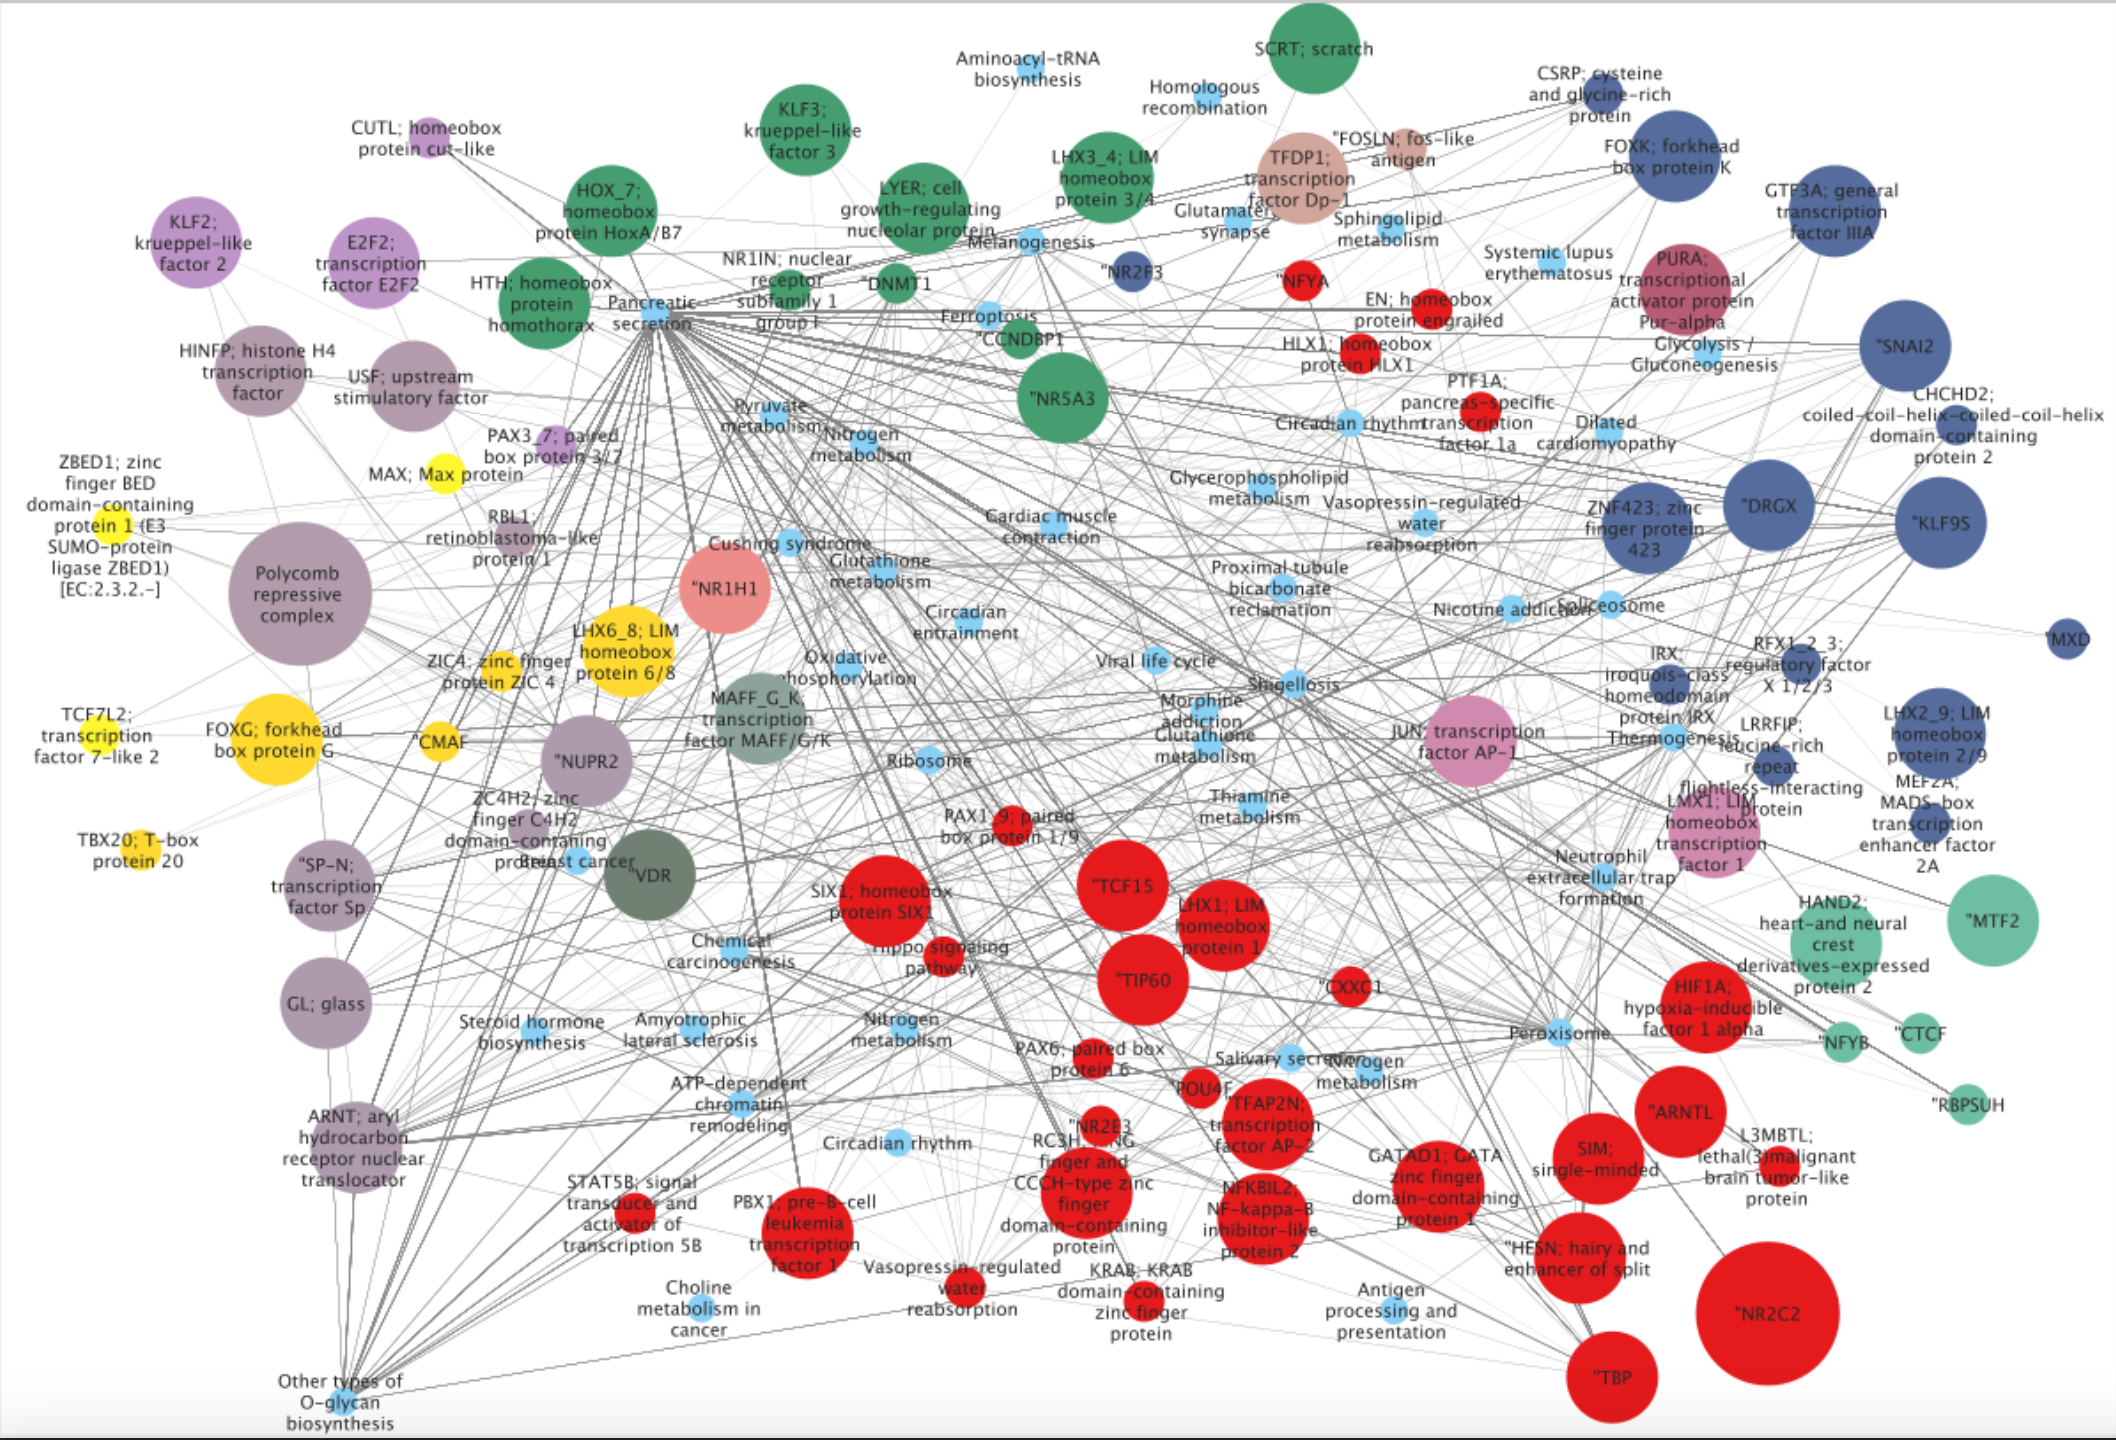 SCRT; scratch
Aminoacyl-tRNA
biosynthesis
Homologous
recombination
CSRP; cysteine
and glycine-rich
protein
KLF3;
krueppel-like
factor 3
CUTL; homeobox
protein cut-like
"FOSLN; fos-like
antigen
FOXK; forkhead
box protein K
LHX3_4; LIM
homeobox
protein 3/4
TFDP1;
transcription
factor Dp-1
HOX_7;
homeobox
protein HoxA/B7
LYER; cell
growth-regulating
nucleolar protein
GTF3A; general
transcription
factor IIIA
KLF2;
krueppel-like
factor 2
E2F2;
transcription
factor E2F2
Glutamatergic
synapse
Sphingolipid
metabolism
Melanogenesis
Systemic lupus
erythematosus
NR1IN; nuclear
receptor
subfamily 1
group I
"DNMT1
"NR2F3
"NFYA
PURA;
transcriptional
activator protein
Pur-alpha
HTH; homeobox
protein
homothorax
Pancreatic
secretion
Ferroptosis
EN; homeobox
protein engrailed
"CCNDBP1
HLX1; homeobox
protein HLX1
Glycolysis /
Gluconeogenesis
"SNAI2
HINFP; histone H4
transcription
factor
USF; upstream
stimulatory factor
"NR5A3
PTF1A;
pancreas-specific
transcription
factor 1a
CHCHD2;
coiled-coil-helix-coiled-coil-helix
domain-containing
protein 2
Pyruvate
metabolism
Nitrogen
metabolism
Circadian rhythm
Dilated
cardiomyopathy
PAX3_7; paired
box protein 3/7
MAX; Max protein
ZBED1; zinc
finger BED
domain-containing
protein 1 (E3
SUMO-protein
ligase ZBED1)
[EC:2.3.2.-]
Glycerophospholipid
metabolism
Vasopressin-regulated
water
reabsorption
ZNF423; zinc
finger protein
423
"DRGX
"KLF9S
RBL1;
retinoblastoma-like
protein 1
Cardiac muscle
contraction
Cushing syndrome
Glutathione
metabolism
"NR1H1
Polycomb
repressive
complex
Proximal tubule
bicarbonate
reclamation
Nicotine addiction
Spliceosome
Circadian
entrainment
"MXD
LHX6_8; LIM
homeobox
protein 6/8
ZIC4; zinc finger
protein ZIC 4
Oxidative
phosphorylation
Viral life cycle
Shigellosis
IRX;
iroquois-class
homeodomain
protein IRX
RFX1_2_3;
regulatory factor
X 1/2/3
MAFF_G_K;
transcription
factor MAFF/G/K
Morphine
addiction
Glutathione
metabolism
TCF7L2;
transcription
factor 7-like 2
FOXG; forkhead
box protein G
"CMAF
"NUPR2
JUN; transcription
factor AP-1
Thermogenesis
LRRFIP;
leucine-rich
repeat
flightless-interacting
protein
LHX2_9; LIM
homeobox
protein 2/9
Ribosome
ZC4H2; zinc
finger C4H2
domain-containing
protein
Thiamine
metabolism
PAX1_9; paired
box protein 1/9
LMX1; LIM
homeobox
transcription
factor 1
MEF2A;
MADS-box
transcription
enhancer factor
2A
TBX20; T-box
protein 20
Breast cancer
"VDR
SP-N;
transcription
factor Sp
SIX1; homeobox
protein SIX1
"TCF15
LHX1; LIM
homeobox
protein 1
Neutrophil
extracellular trap
formation
HAND2;
heart-and neural
crest
derivatives-expressed
protein 2
"MTF2
Chemical
carcinogenesis
Hippo signaling
pathway
"TIP60
"CXXC1
HIF1A;
hypoxia-inducible
factor 1 alpha
GL; glass
Steroid hormone
biosynthesis
Amyotrophic
lateral sclerosis
Nitrogen
metabolism
Peroxisome
"NFYB
"CTCF
PAX6; paired box
protein 6
Salivary secretion
Nitrogen
metabolism
"POU4F
ATP-dependent
chromatin
remodeling
"TFAP2N;
transcription
factor AP-2
"ARNTL
"RBPSUH
ARNT; aryl
hydrocarbon
receptor nuclear
translocator
Circadian rhythm
"NR2E3
RC3H; RING
finger and
CCCH-type zinc
finger
domain-containing
protein
GATAD1; GATA
zinc finger
domain-containing
protein 1
SIM;
single-minded
L3MBTL;
lethal(3)malignant
brain tumor-like
protein
STAT5B; signal
transducer and
activator of
transcription 5B
PBX1; pre-B-cell
leukemia
transcription
factor 1
NFKBIL2;
NF-kappa-B
inhibitor-like
protein 2
"HESN; hairy and
enhancer of split
Vasopressin-regulated
water
reabsorption
KRAB; KRAB
domain-containing
zinc finger
protein
Choline
metabolism in
cancer
Antigen
processing and
presentation
"NR2C2
"TBP
Other types of
O-glycan
biosynthesis